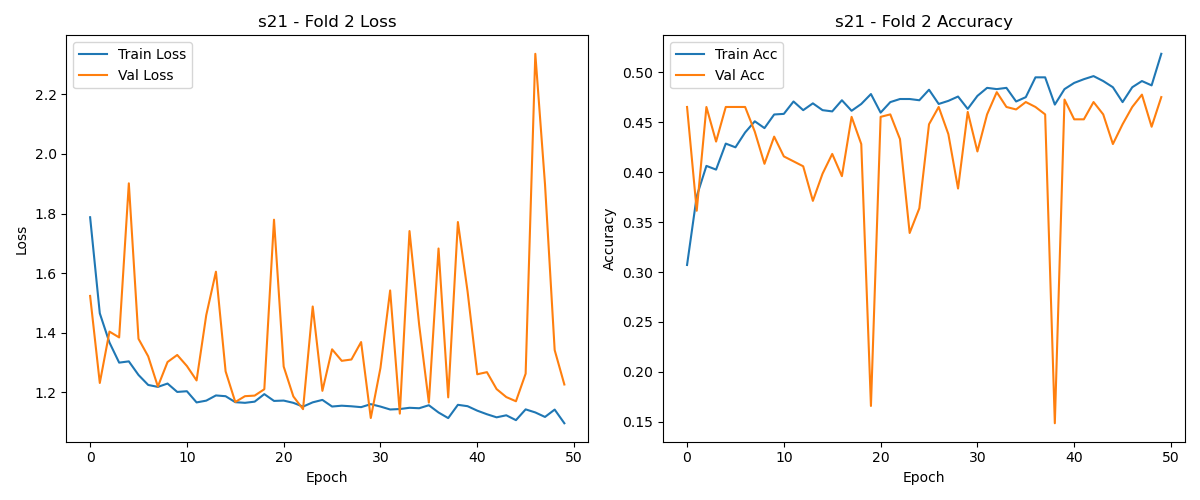 s21 - Fold 2 Loss
Train Loss
Val Loss
2.2
2.0
1.8
1.6
1.4
1.2
Loss
0
10
20
30
40
50
Epoch
s21 - Fold 2 Accuracy
Train Acc
Val Acc
0.50
0.45
0.40
0.35
0.30
0.25
0.20
0.15
Accuracy
0
10
20
30
40
50
Epoch